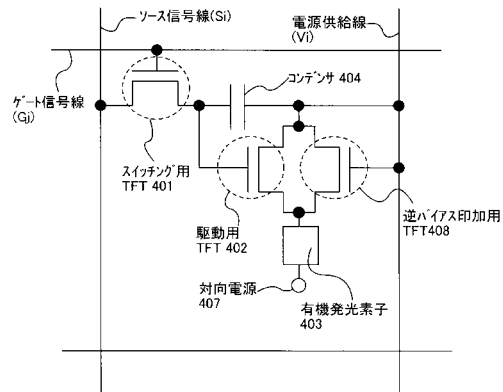 ソース信号線(Si)
電源供給線
(Vi)
ゲート信号線
(Gj)
コンデンサ 404
スイッチング用
TFT 401
駆動用
TFT 402
逆バイアス印加用
TFT408
対向電源
407
有機発光素子
403